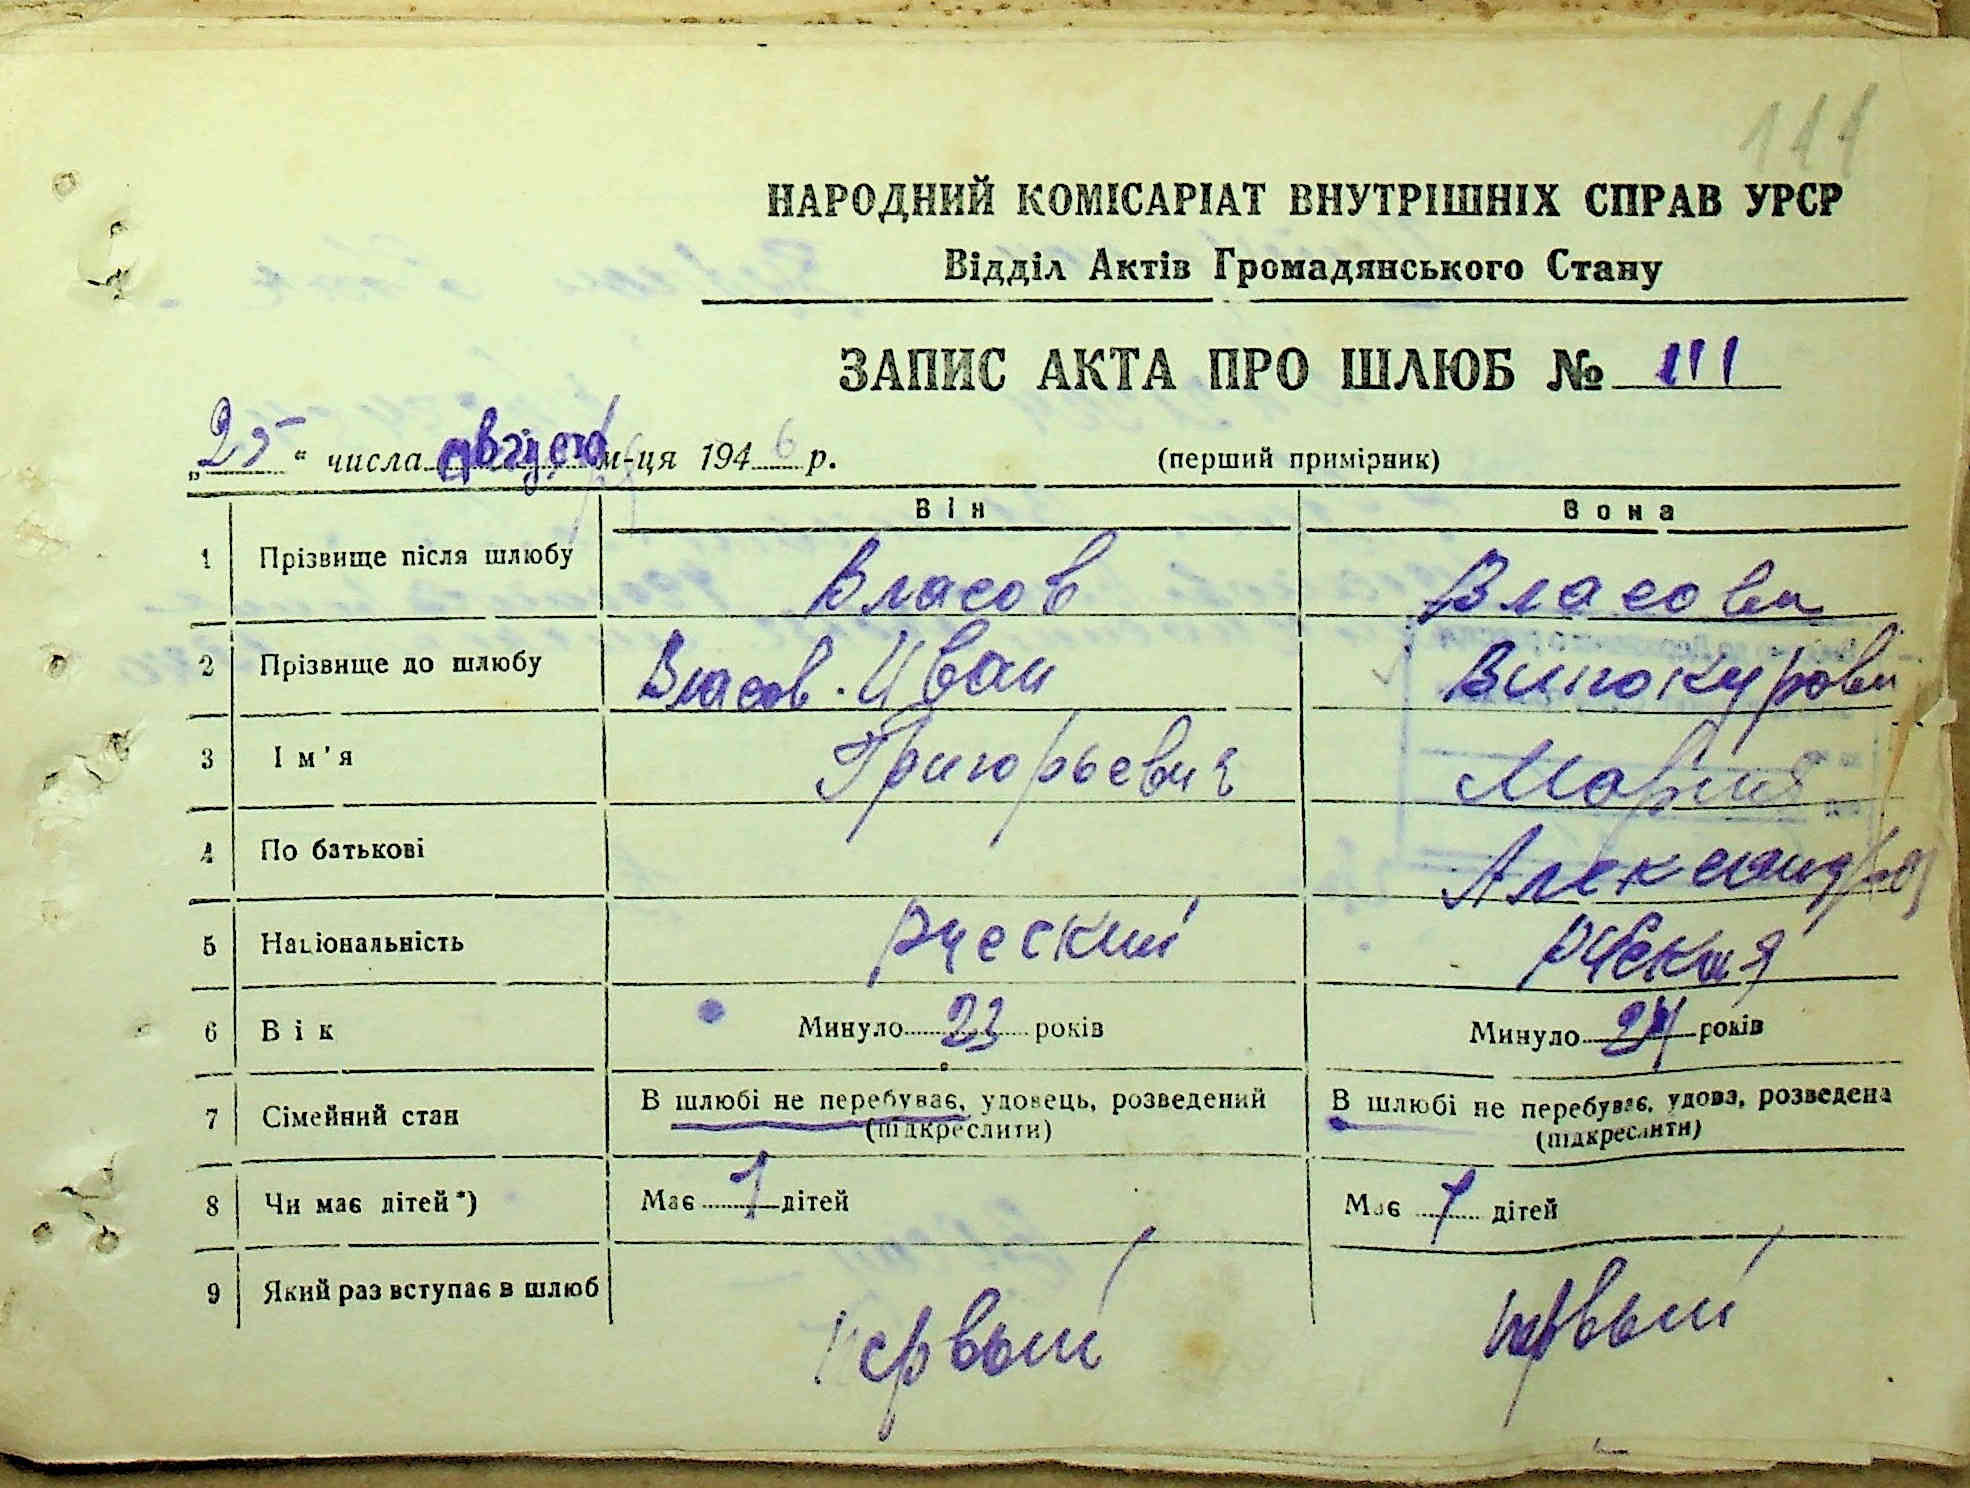 111
НАРОДНИЙ КОМІСАРІАТ ВНУТРІШНІХ СПРАВ УРСР
Відділ Актів Громадянського Стану
ЗАПИС АКТА ПРО ШЛЮБ № 111
„25“ числа августа м-ця 1946 р. (перший примірник)
Він Вона
1 Прізвище після шлюбу Власов Власова
2 Прізвище до шлюбу Власов. Иван Винокурова
3 Ім'я Григорьевич Мария
4 По батькові Александров
5 Національність русский руская
6 Вік Минуло 23 років Минуло 24 років
7 Сімейний стан В шлюбі не перебуває, удовець, розведений В шлюбі не перебуває, удова, розведена
(підкреслити) (підкреслити)
8 Чи має дітей *) Має 1 дітей Має 1 дітей
9 Який раз вступає в шлюб первый первый